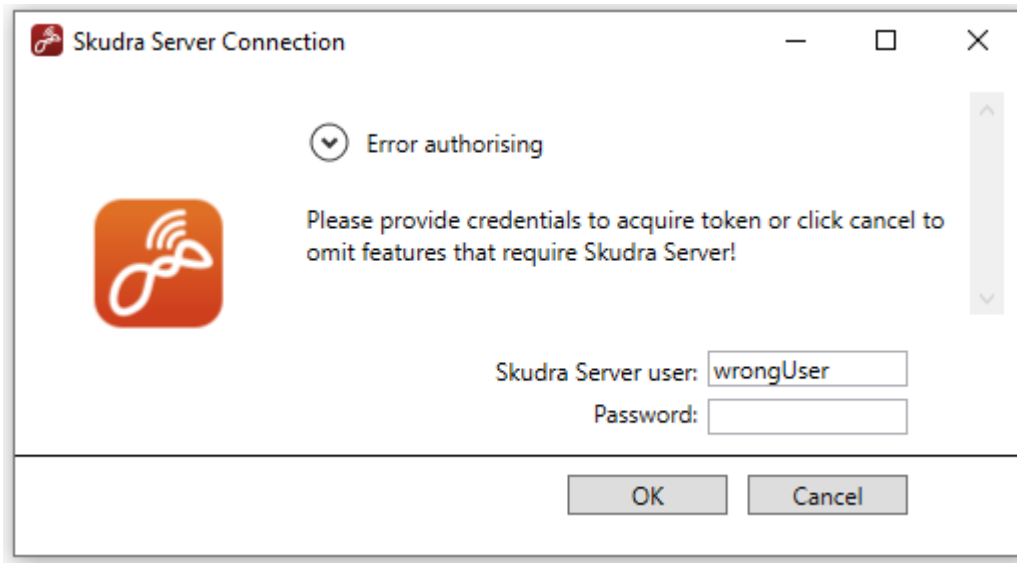 Skudra Server Connection
Error authorising
Please provide credentials to acquire token or click cancel to
omit features that require Skudra Server!
Skudra Server user: wrongUser
Password:
OK Cancel